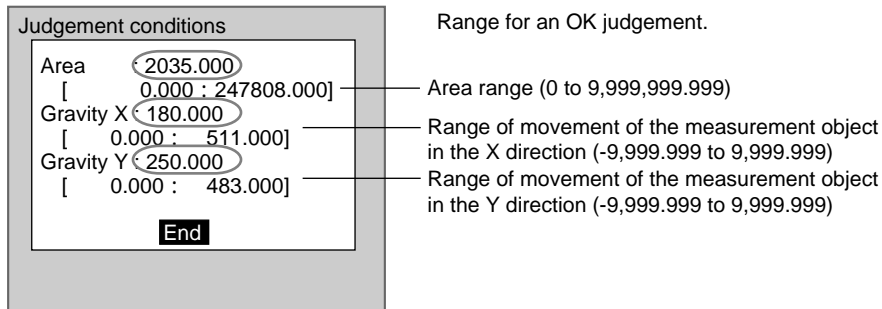 Judgement conditions
Range for an OK judgement.
Area : 2035.000
[ 0.000 : 247808.000]
Area range (0 to 9,999,999.999)
Gravity X : 180.000
[ 0.000 : 511.000]
Range of movement of the measurement object
in the X direction (-9,999.999 to 9,999.999)
Gravity Y : 250.000
[ 0.000 : 483.000]
Range of movement of the measurement object
in the Y direction (-9,999.999 to 9,999.999)
End